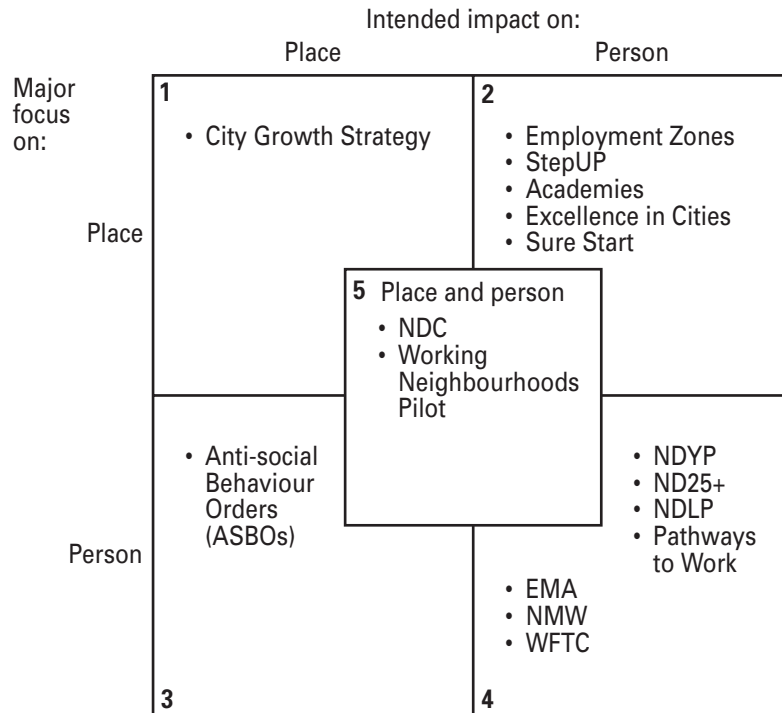 Intended impact on:
Place
Person
Major
focus
on:
1
• City Growth Strategy
2
• Employment Zones
• StepUP
• Academies
• Excellence in Cities
• Sure Start
Place
5 Place and person
• NDC
• Working
Neighbourhoods
Pilot
Person
• Anti-social
Behaviour
Orders
(ASBOs)
3
• NDYP
• ND25+
• NDLP
• Pathways
to Work
• EMA
• NMW
• WFTC
4